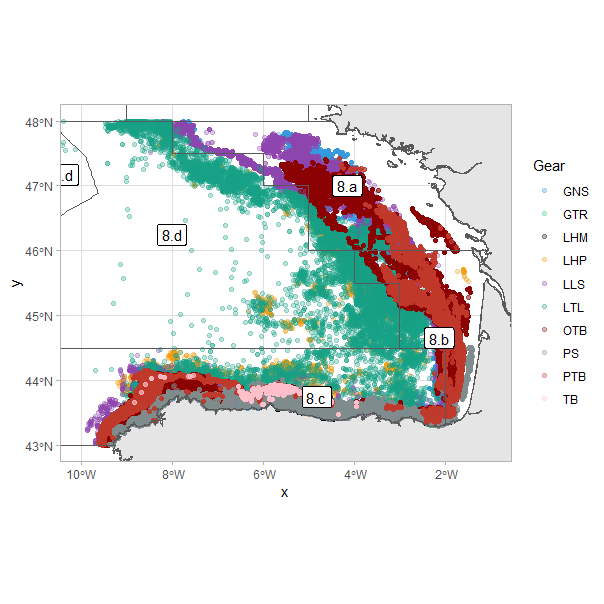 48°N
47°N
46°N
45°N
44°N
43°N
y
.d
8.a
8.d
8.b
8.c
10°W
8°W
6°W
4°W
2°W
x
Gear
GNS
GTR
LHM
LHP
LLS
LTL
OTB
PS
PTB
TB